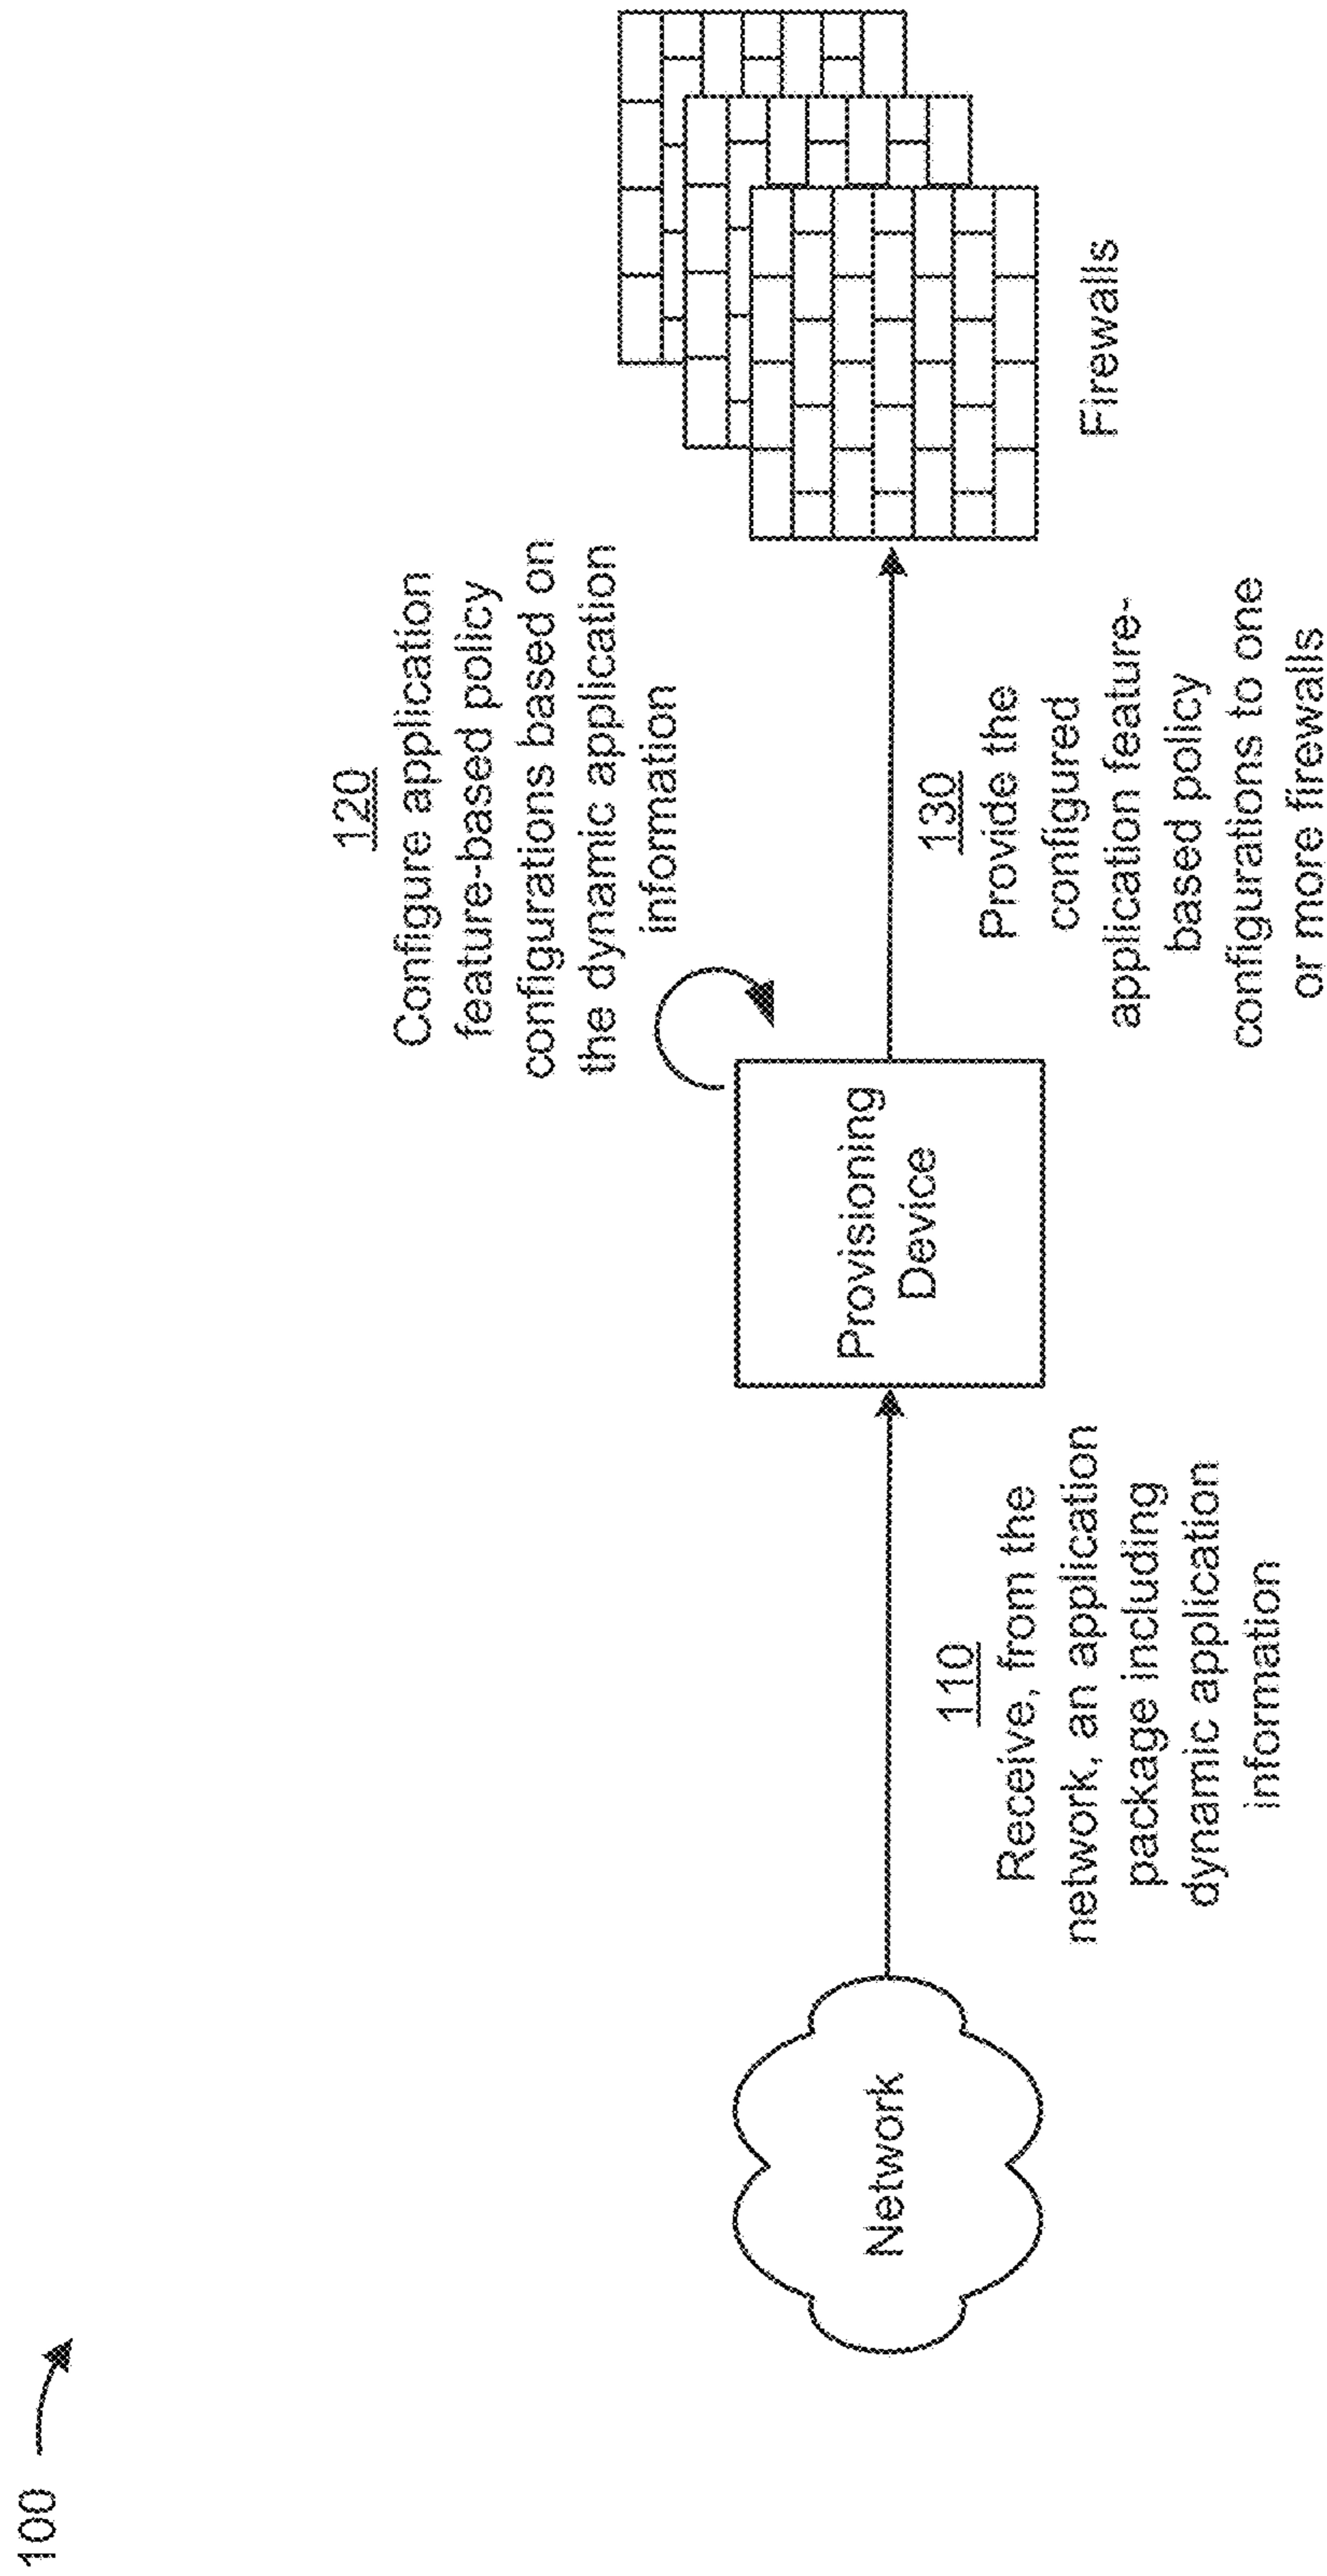 100
120
Configure application
feature-based policy
configurations based on
the dynamic application
information
Network
110
Receive, from the
network, an application
package including
dynamic application
information
Provisioning
Device
130
Provide the
configured
application feature-
based policy
configurations to one
or more firewalls
Firewalls